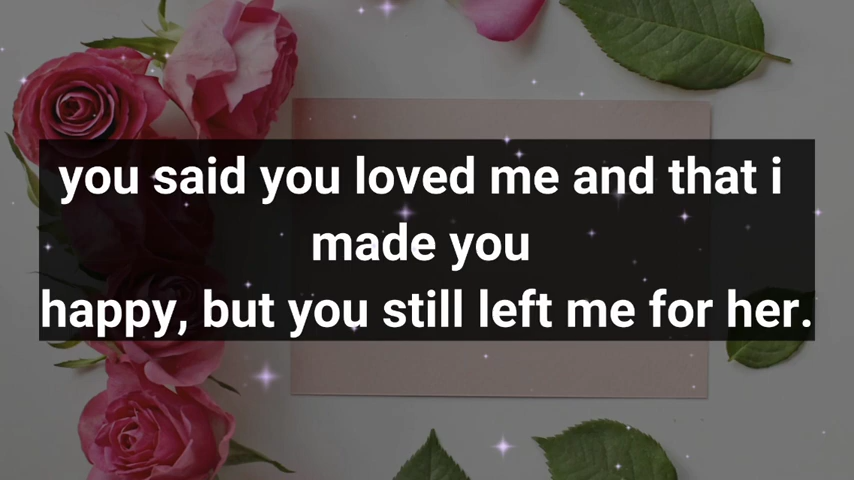 you said you loved me and that i
made you
happy, but you still left me for her.